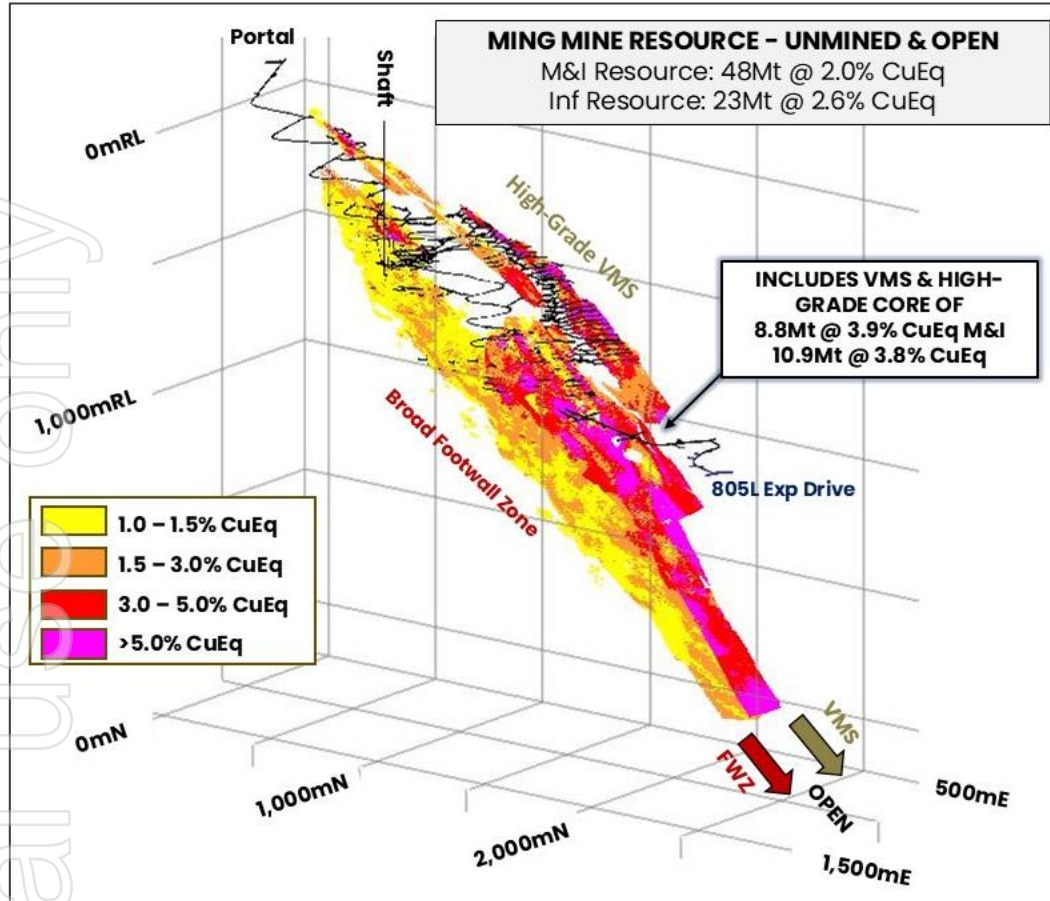 Portal
Shaft
MING MINE RESOURCE – UNMINED & OPEN
M&I Resource: 48Mt @ 2.0% CuEq
Inf Resource: 23Mt @ 2.6% CuEq
0mRL
High-Grade VMS
INCLUDES VMS & HIGH-
GRADE CORE OF
8.8Mt @ 3.9% CuEq M&I
10.9Mt @ 3.8% CuEq
1,000mRL
Broad Footwall Zone
805L Exp Drive
1.0 – 1.5% CuEq
1.5 – 3.0% CuEq
3.0 – 5.0% CuEq
>5.0% CuEq
0mN
1,000mN
2,000mN
FWZ
VMS
OPEN
500mE
1,500mE
al use only